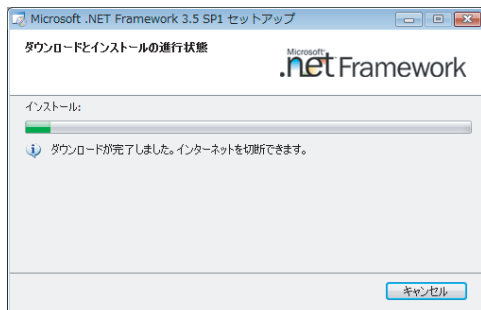 Microsoft .NET Framework 3.5 SP1 セットアップ
ダウンロードとインストールの進行状態
Microsoft
.net Framework
インストール:
ダウンロードが完了しました。インターネットを切断できます。
キャンセル